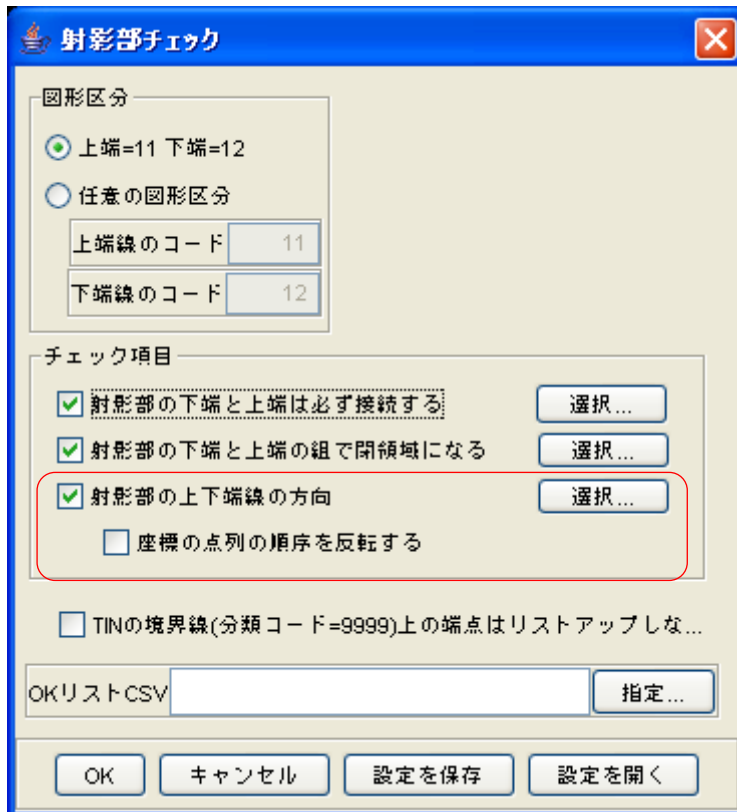 射影部チェック
図形区分
上端=11 下端=12
任意の図形区分
上端線のコード 11
下端線のコード 12
チェック項目
射影部の下端と上端は必ず接続する 選択...
射影部の下端と上端の組で閉領域になる 選択...
射影部の上下端線の方向 選択...
座標の点列の順序を反転する
TINの境界線(分類コード=9999)上の端点はリストアップしな...
OKリストCSV 指定...
OK キャンセル 設定を保存 設定を開く